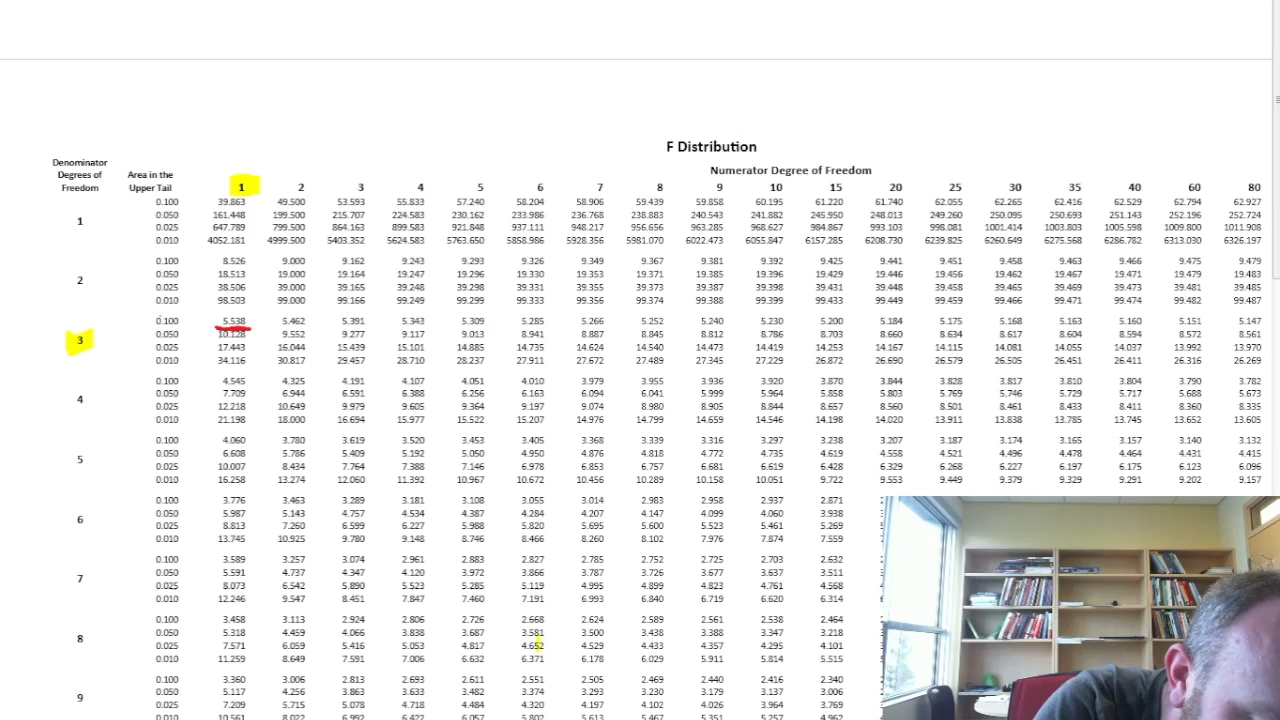 F Distribution
Denominator Degrees of Freedom Area in the Upper Tail Numerator Degree of Freedom
1 2 3 4 5 6 7 8 9 10 15 20 25 30 35 40 60 80
1
0.100 39.863 49.500 53.593 55.833 57.240 58.204 58.906 59.439 59.858 60.195 61.220 61.740 62.055 62.265 62.416 62.529 62.794 62.927
0.050 161.448 199.500 215.707 224.583 230.162 233.986 236.768 238.883 240.543 241.882 245.950 248.013 249.260 250.095 250.693 251.143 252.196 252.724
0.025 647.789 799.500 864.163 899.583 921.848 937.111 948.217 956.656 963.285 968.627 984.867 993.103 998.081 1001.414 1003.803 1005.598 1009.800 1011.908
0.010 4052.181 4999.500 5403.352 5624.583 5763.650 5858.986 5928.356 5981.070 6022.473 6055.847 6157.285 6208.730 6239.825 6260.649 6275.568 6286.782 6313.030 6326.197
2
0.100 8.526 9.000 9.162 9.243 9.293 9.326 9.349 9.367 9.381 9.392 9.425 9.441 9.451 9.458 9.463 9.466 9.475 9.479
0.050 18.513 19.000 19.164 19.247 19.296 19.330 19.353 19.371 19.385 19.396 19.429 19.446 19.456 19.462 19.467 19.471 19.479 19.483
0.025 38.506 39.000 39.165 39.248 39.298 39.331 39.355 39.373 39.387 39.398 39.431 39.448 39.458 39.465 39.469 39.473 39.481 39.485
0.010 98.503 99.000 99.166 99.249 99.299 99.333 99.356 99.374 99.388 99.399 99.433 99.449 99.459 99.466 99.471 99.474 99.482 99.487
3
0.100 5.538 5.462 5.391 5.343 5.309 5.285 5.266 5.252 5.240 5.230 5.200 5.184 5.175 5.168 5.163 5.160 5.151 5.147
0.050 10.128 9.552 9.277 9.117 9.013 8.941 8.887 8.845 8.812 8.786 8.703 8.660 8.634 8.617 8.604 8.594 8.572 8.561
0.025 17.443 16.044 15.439 15.101 14.885 14.735 14.624 14.540 14.473 14.419 14.253 14.167 14.115 14.081 14.055 14.037 13.992 13.970
0.010 34.116 30.817 29.457 28.710 28.237 27.911 27.672 27.489 27.345 27.229 26.872 26.690 26.579 26.505 26.451 26.411 26.316 26.269
4
0.100 4.545 4.325 4.191 4.107 4.051 4.010 3.979 3.955 3.936 3.920 3.870 3.844 3.828 3.817 3.810 3.804 3.790 3.782
0.050 7.709 6.944 6.591 6.388 6.256 6.163 6.094 6.041 5.999 5.964 5.858 5.803 5.769 5.746 5.729 5.717 5.688 5.673
0.025 12.218 10.649 9.979 9.605 9.364 9.197 9.074 8.980 8.905 8.844 8.657 8.560 8.501 8.461 8.433 8.411 8.360 8.335
0.010 21.198 18.000 16.694 15.977 15.522 15.207 14.976 14.799 14.659 14.546 14.198 14.020 13.911 13.838 13.785 13.745 13.652 13.605
5
0.100 4.060 3.780 3.619 3.520 3.453 3.405 3.368 3.339 3.316 3.297 3.238 3.207 3.187 3.174 3.165 3.157 3.140 3.132
0.050 6.608 5.786 5.409 5.192 5.050 4.950 4.876 4.818 4.772 4.735 4.619 4.558 4.521 4.496 4.478 4.464 4.431 4.415
0.025 10.007 8.434 7.764 7.388 7.146 6.978 6.853 6.757 6.681 6.619 6.428 6.329 6.268 6.227 6.197 6.175 6.123 6.096
0.010 16.258 13.274 12.060 11.392 10.967 10.672 10.456 10.289 10.158 10.051 9.722 9.553 9.449 9.379 9.329 9.291 9.202 9.157
6
0.100 3.776 3.463 3.289 3.181 3.108 3.055 3.014 2.983 2.958 2.937 2.871
0.050 5.987 5.143 4.757 4.534 4.387 4.284 4.207 4.147 4.099 4.060 3.938
0.025 8.813 7.260 6.599 6.227 5.988 5.820 5.695 5.600 5.523 5.461 5.269
0.010 13.745 10.925 9.780 9.148 8.746 8.466 8.260 8.102 7.976 7.874 7.559
7
0.100 3.589 3.257 3.074 2.961 2.883 2.827 2.785 2.752 2.725 2.703 2.632
0.050 5.591 4.737 4.347 4.120 3.972 3.866 3.787 3.726 3.677 3.637 3.511
0.025 8.073 6.542 5.890 5.523 5.285 5.119 4.995 4.899 4.823 4.761 4.568
0.010 12.246 9.547 8.451 7.847 7.460 7.191 6.993 6.840 6.719 6.620 6.314
8
0.100 3.458 3.113 2.924 2.806 2.726 2.668 2.624 2.589 2.561 2.538 2.464
0.050 5.318 4.459 4.066 3.838 3.687 3.581 3.500 3.438 3.388 3.347 3.218
0.025 7.571 6.059 5.416 5.053 4.817 4.652 4.529 4.433 4.357 4.295 4.101
0.010 11.259 8.649 7.591 7.006 6.632 6.371 6.178 6.029 5.911 5.814 5.515
9
0.100 3.360 3.006 2.813 2.693 2.611 2.551 2.505 2.469 2.440 2.416 2.340
0.050 5.117 4.256 3.863 3.633 3.482 3.374 3.293 3.230 3.179 3.137 3.006
0.025 7.209 5.715 5.078 4.718 4.484 4.320 4.197 4.102 4.026 3.964 3.769
0.010 10.561 8.022 6.992 6.422 6.057 5.802 5.613 5.467 5.351 5.257 4.962